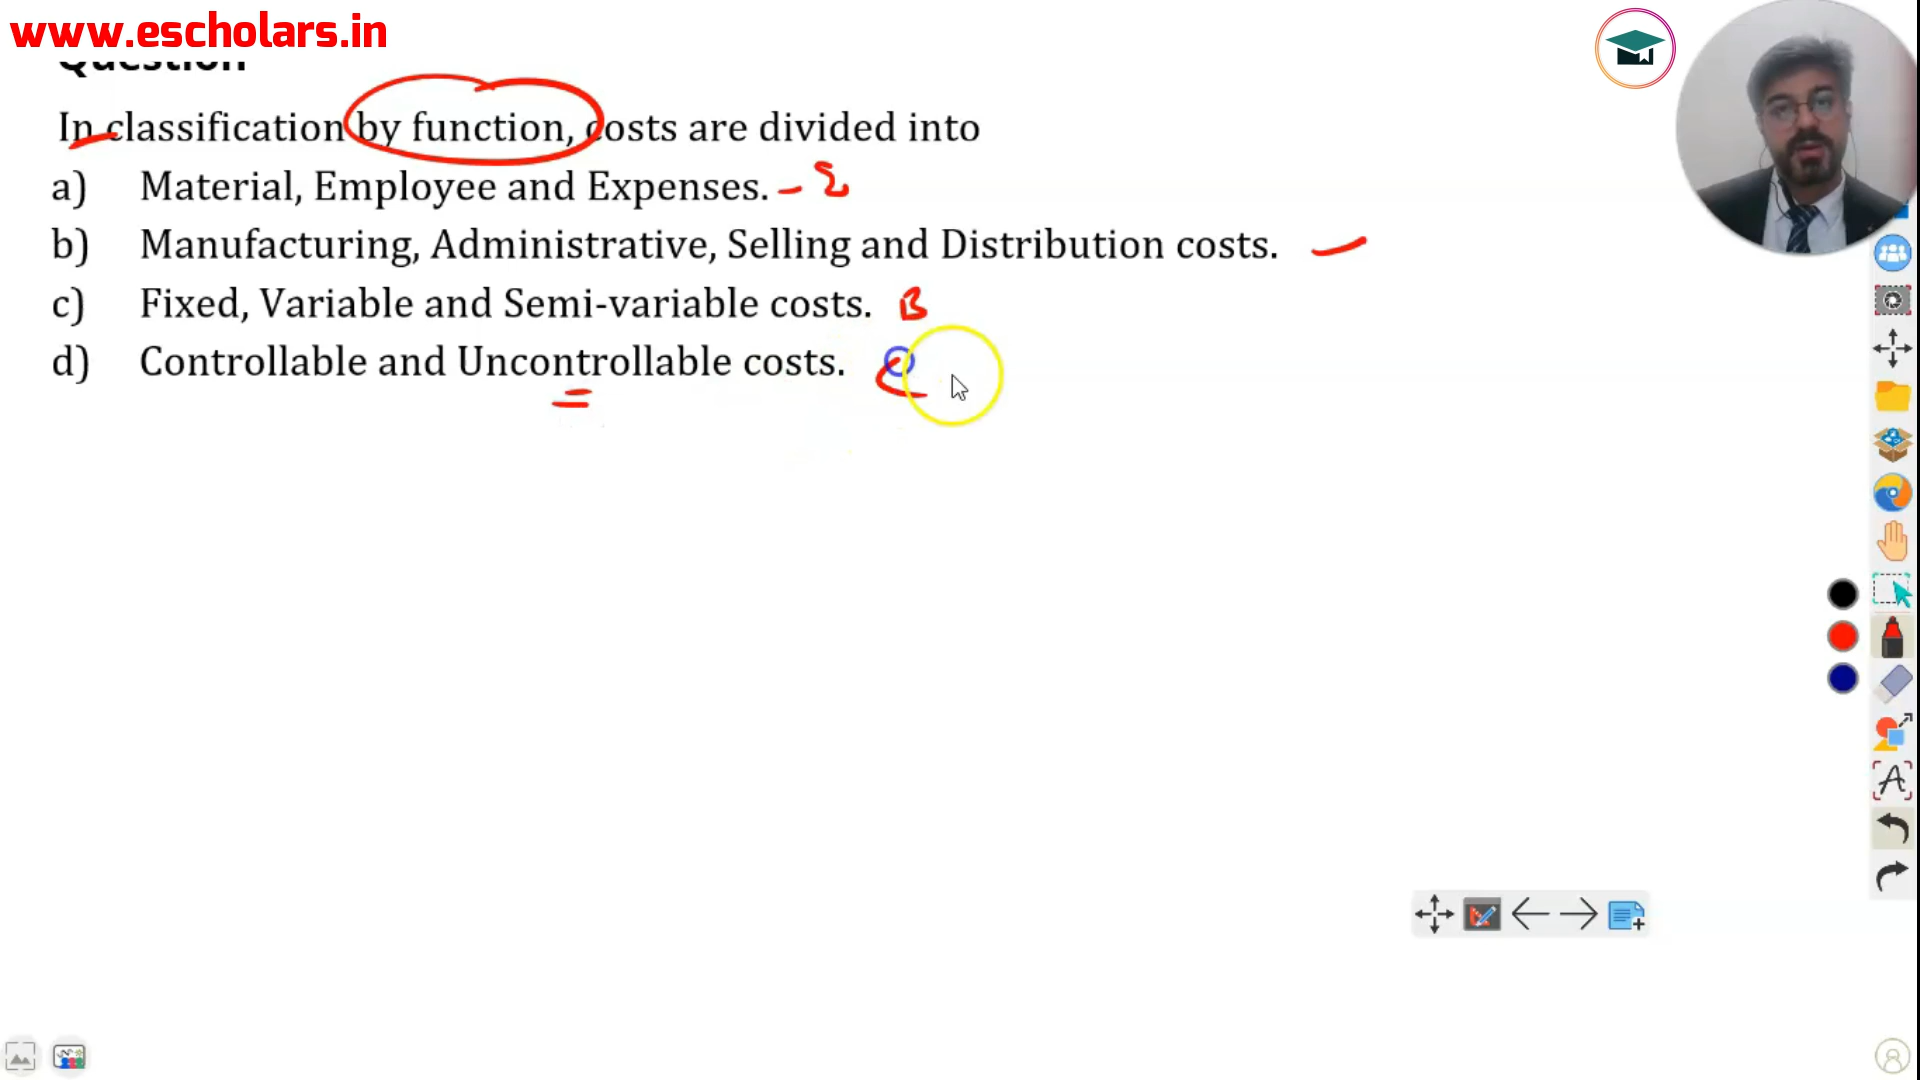 www.escholars.in
Question
In classification by function, costs are divided into
a) Material, Employee and Expenses.
b) Manufacturing, Administrative, Selling and Distribution costs.
c) Fixed, Variable and Semi-variable costs. B
d) Controllable and Uncontrollable costs.